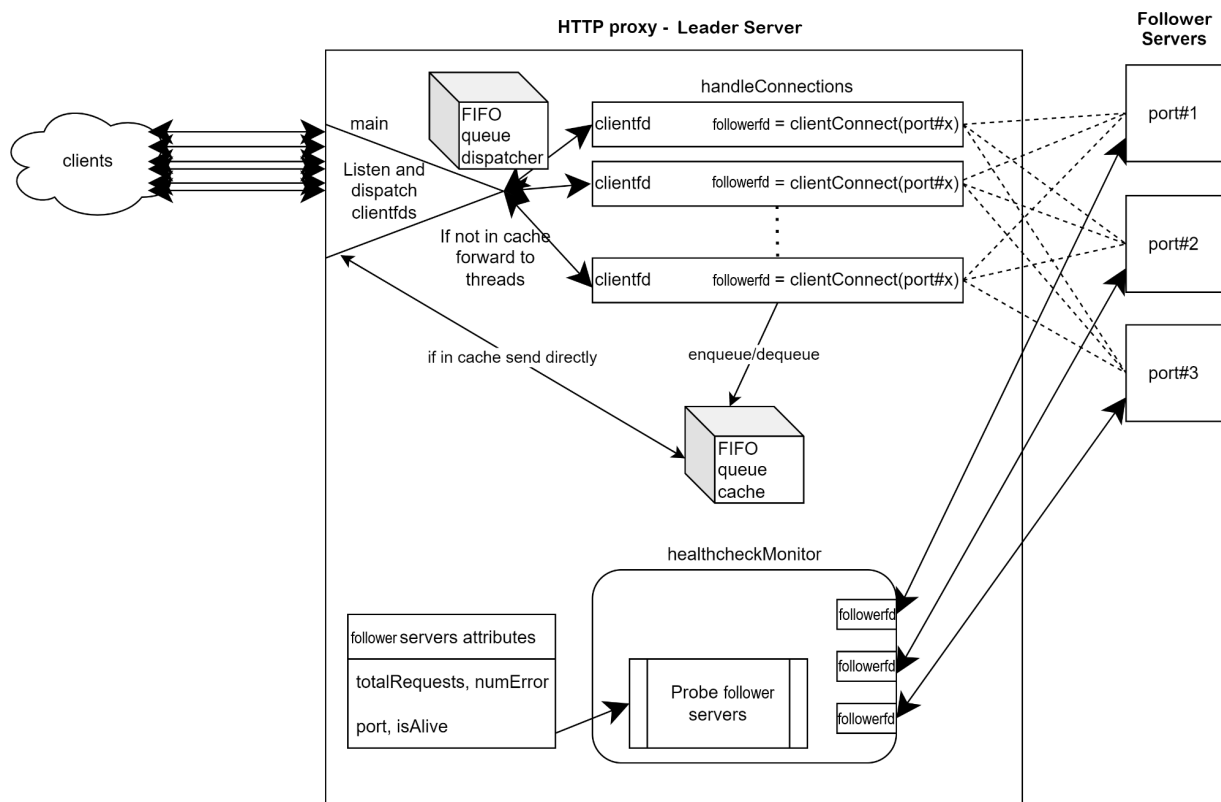 HTTP proxy - Leader Server
Follower
Servers
clients
main
Listen and
dispatch
clientfds
FIFO
queue
dispatcher
If not in cache
forward to
threads
handleConnections
clientfd followerfd = clientConnect(port#x)
clientfd followerfd = clientConnect(port#x)
clientfd followerfd = clientConnect(port#x)
port#1
port#2
port#3
if in cache send directly
enqueue/dequeue
FIFO
queue
cache
healthcheckMonitor
follower servers attributes
totalRequests, numError
port, isAlive
Probe follower
servers
followerfd
followerfd
followerfd